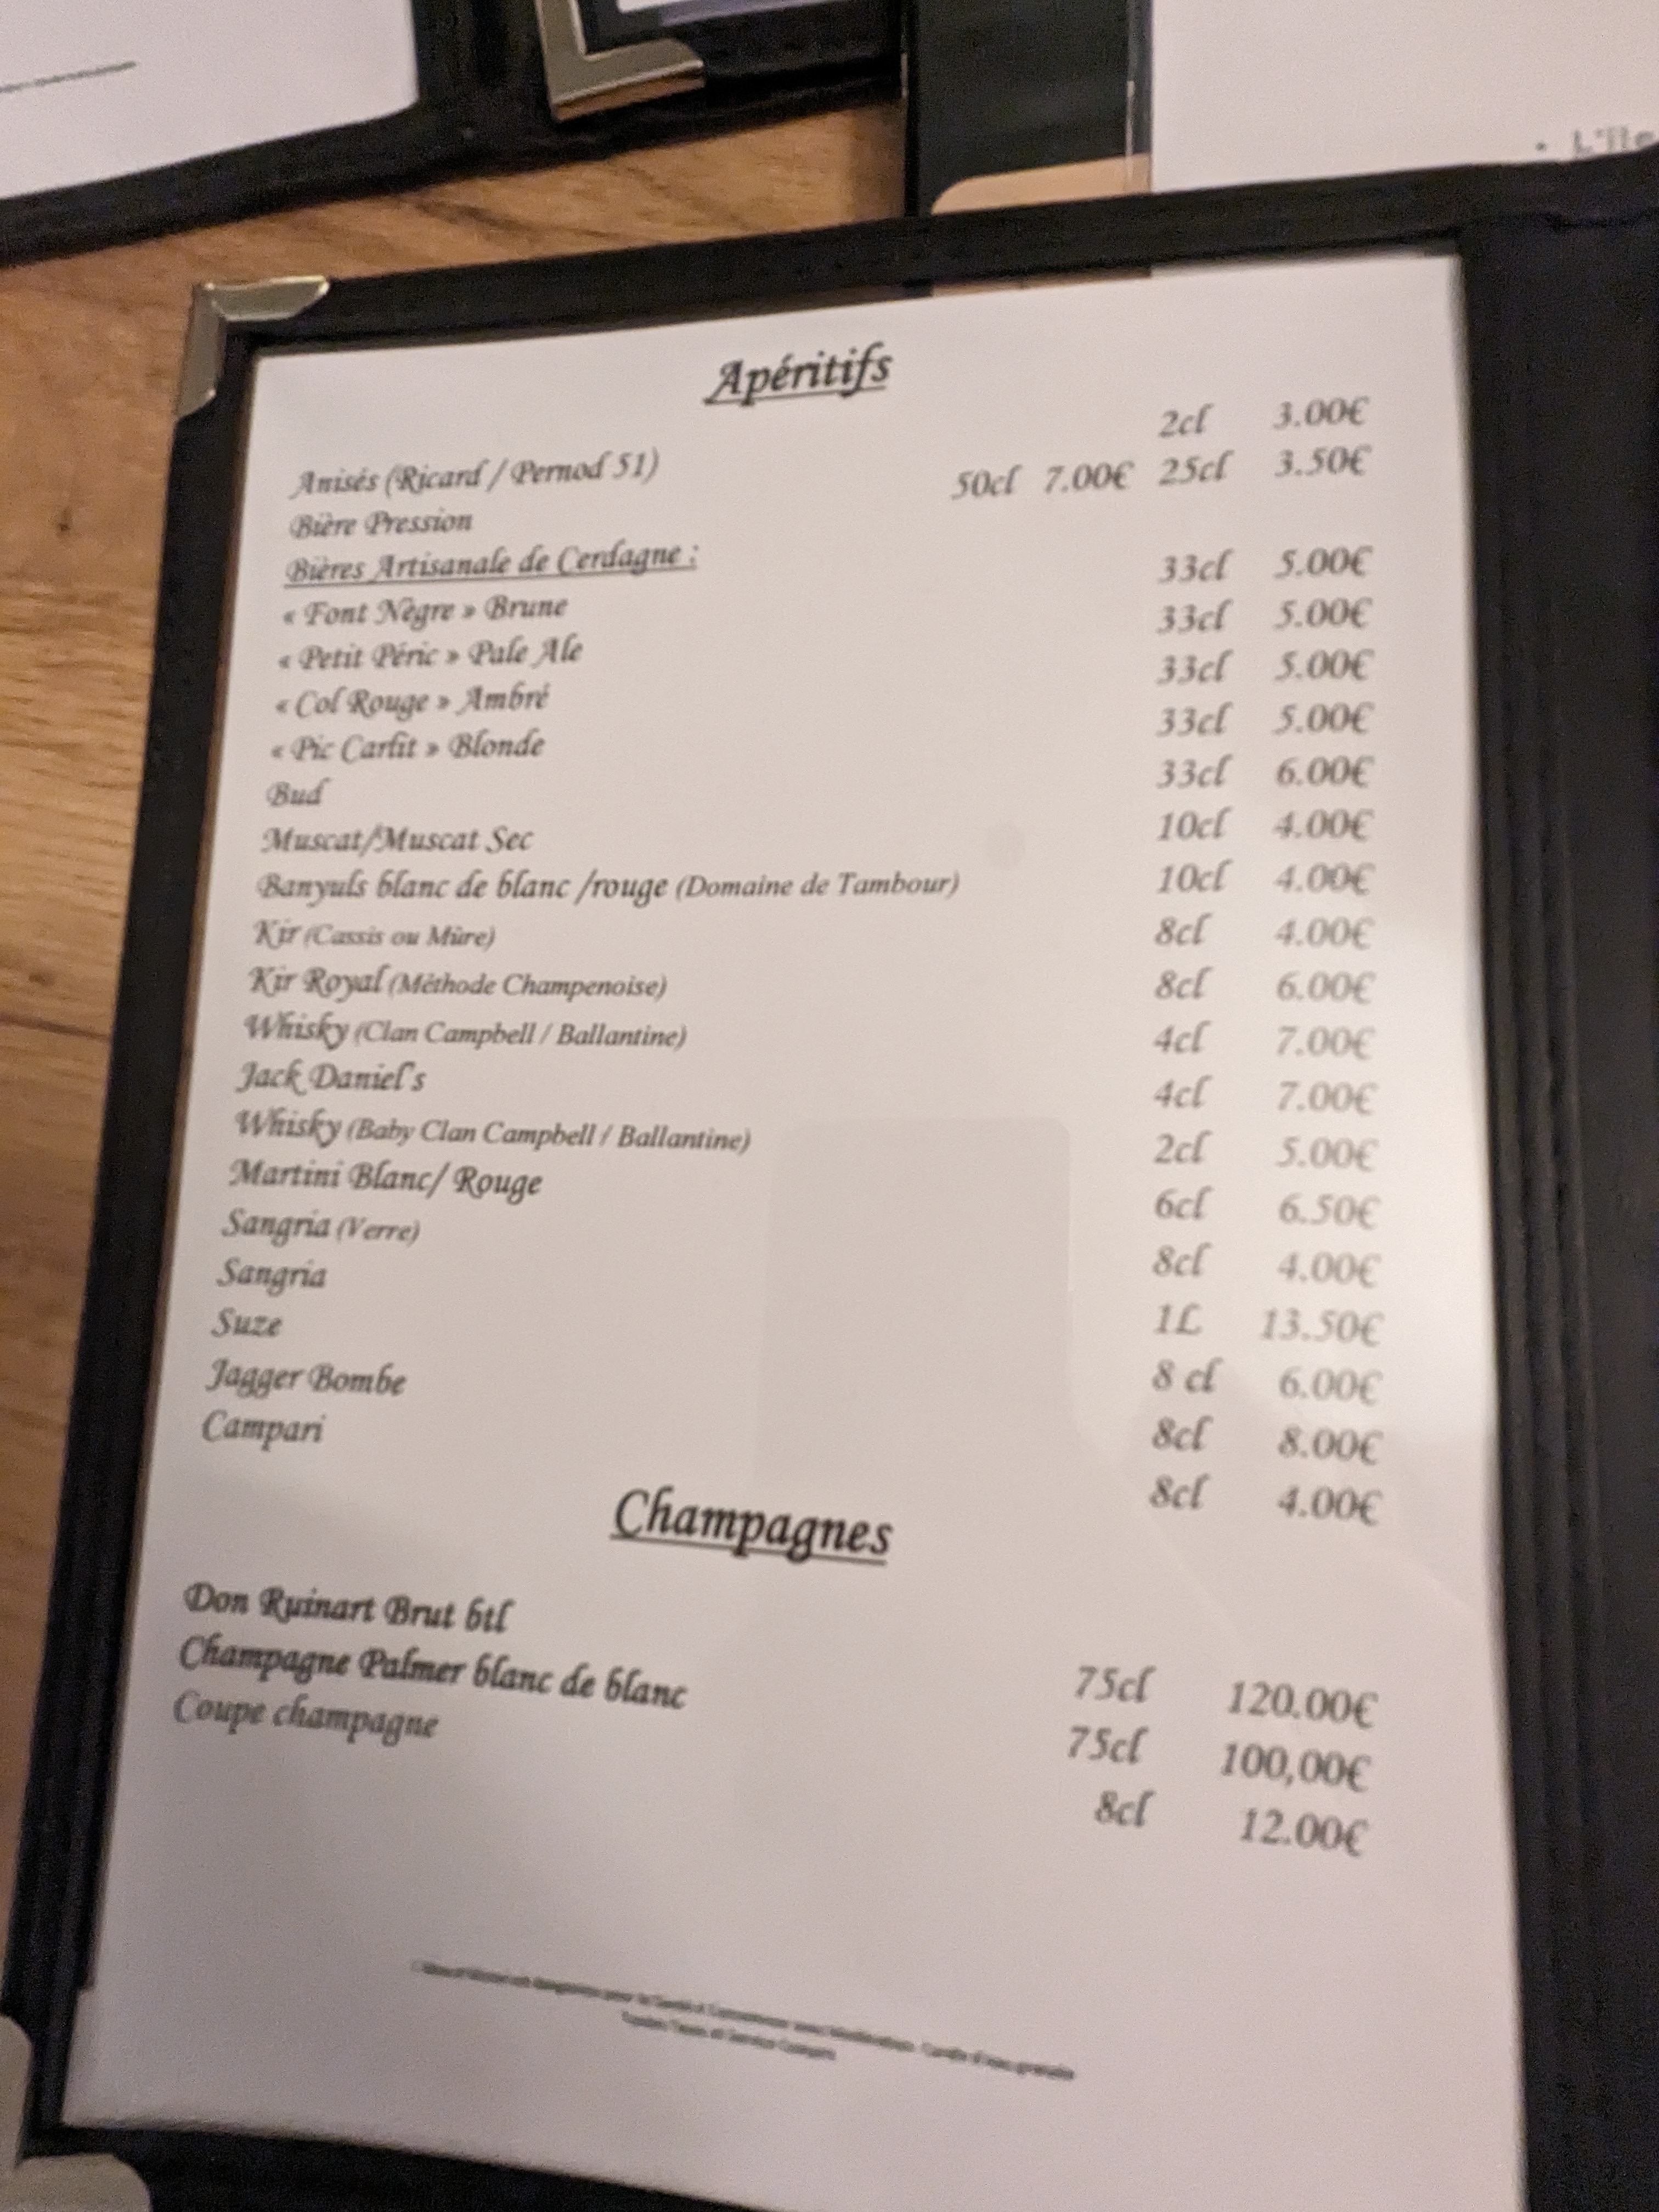 • L'Île
Apéritifs
Anisés (Ricard / Pernod 51) 2cl 3.00€
Bière Pression 50cl 7.00€ 25cl 3.50€
Bières Artisanale de Cerdagne :
« Font Nègre » Brune 33cl 5.00€
« Petit Péric » Pale Ale 33cl 5.00€
« Col Rouge » Ambré 33cl 5.00€
« Pic Carlit » Blonde 33cl 5.00€
Bud 33cl 6.00€
Muscat/Muscat Sec 10cl 4.00€
Banyuls blanc de blanc /rouge (Domaine de Tambour) 10cl 4.00€
Kir (Cassis ou Mûre) 8cl 4.00€
Kir Royal (Méthode Champenoise) 8cl 6.00€
Whisky (Clan Campbell / Ballantine) 4cl 7.00€
Jack Daniel's 4cl 7.00€
Whisky (Baby Clan Campbell / Ballantine) 2cl 5.00€
Martini Blanc/ Rouge 6cl 6.50€
Sangria (Verre) 8cl 4.00€
Sangria 1L 13.50€
Suze 8 cl 6.00€
Jagger Bombe 8cl 8.00€
Campari 8cl 4.00€
Champagnes
Don Ruinart Brut btl 75cl 120.00€
Champagne Palmer blanc de blanc 75cl 100,00€
Coupe champagne 8cl 12.00€